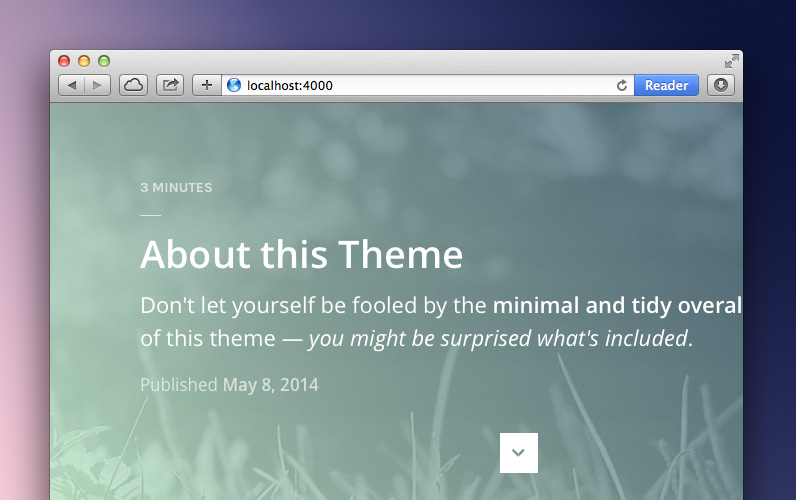 localhost:4000
Reader
3 MINUTES
About this Theme
Don't let yourself be fooled by the minimal and tidy overal
of this theme — you might be surprised what's included.
Published May 8, 2014